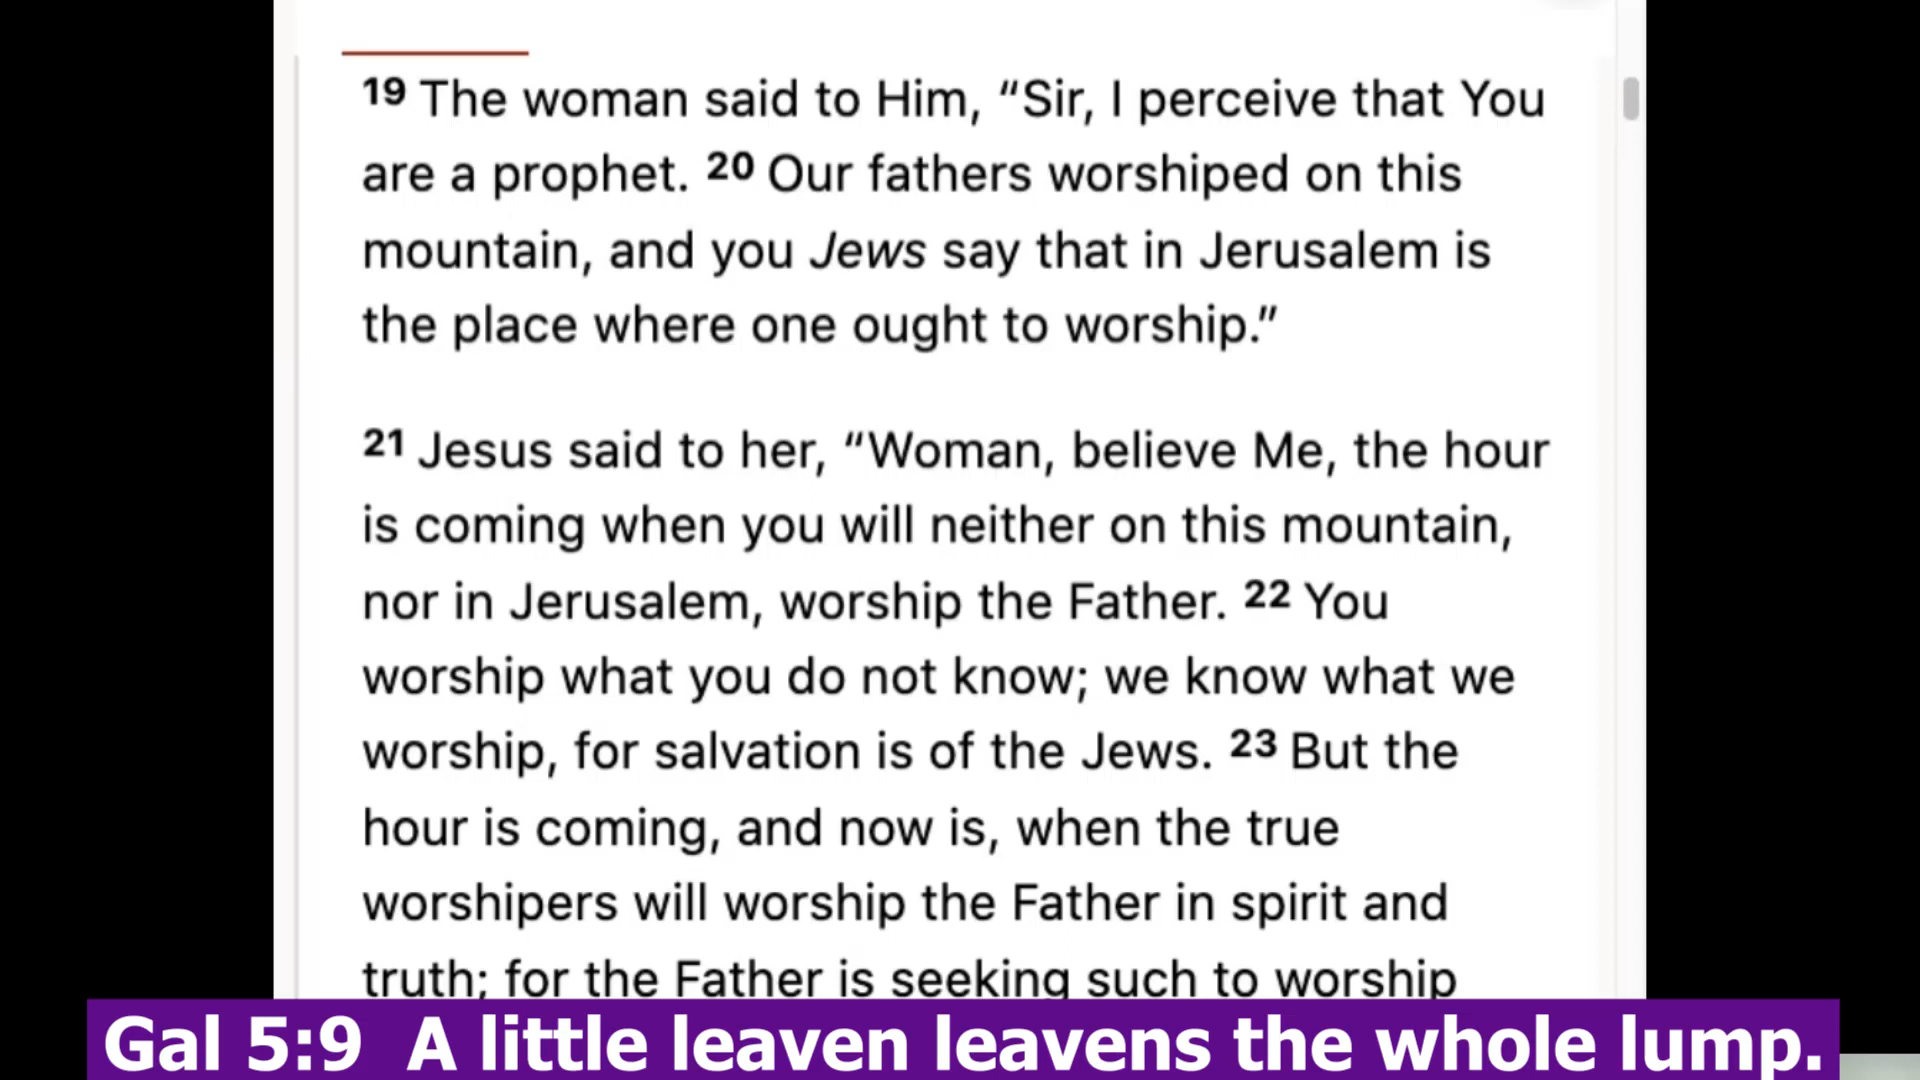 19 The woman said to Him, “Sir, I perceive that You
are a prophet. 20 Our fathers worshiped on this
mountain, and you Jews say that in Jerusalem is
the place where one ought to worship.”
21 Jesus said to her, “Woman, believe Me, the hour
is coming when you will neither on this mountain,
nor in Jerusalem, worship the Father. 22 You
worship what you do not know; we know what we
worship, for salvation is of the Jews. 23 But the
hour is coming, and now is, when the true
worshipers will worship the Father in spirit and
truth; for the Father is seeking such to worship
Gal 5:9 A little leaven leavens the whole lump.